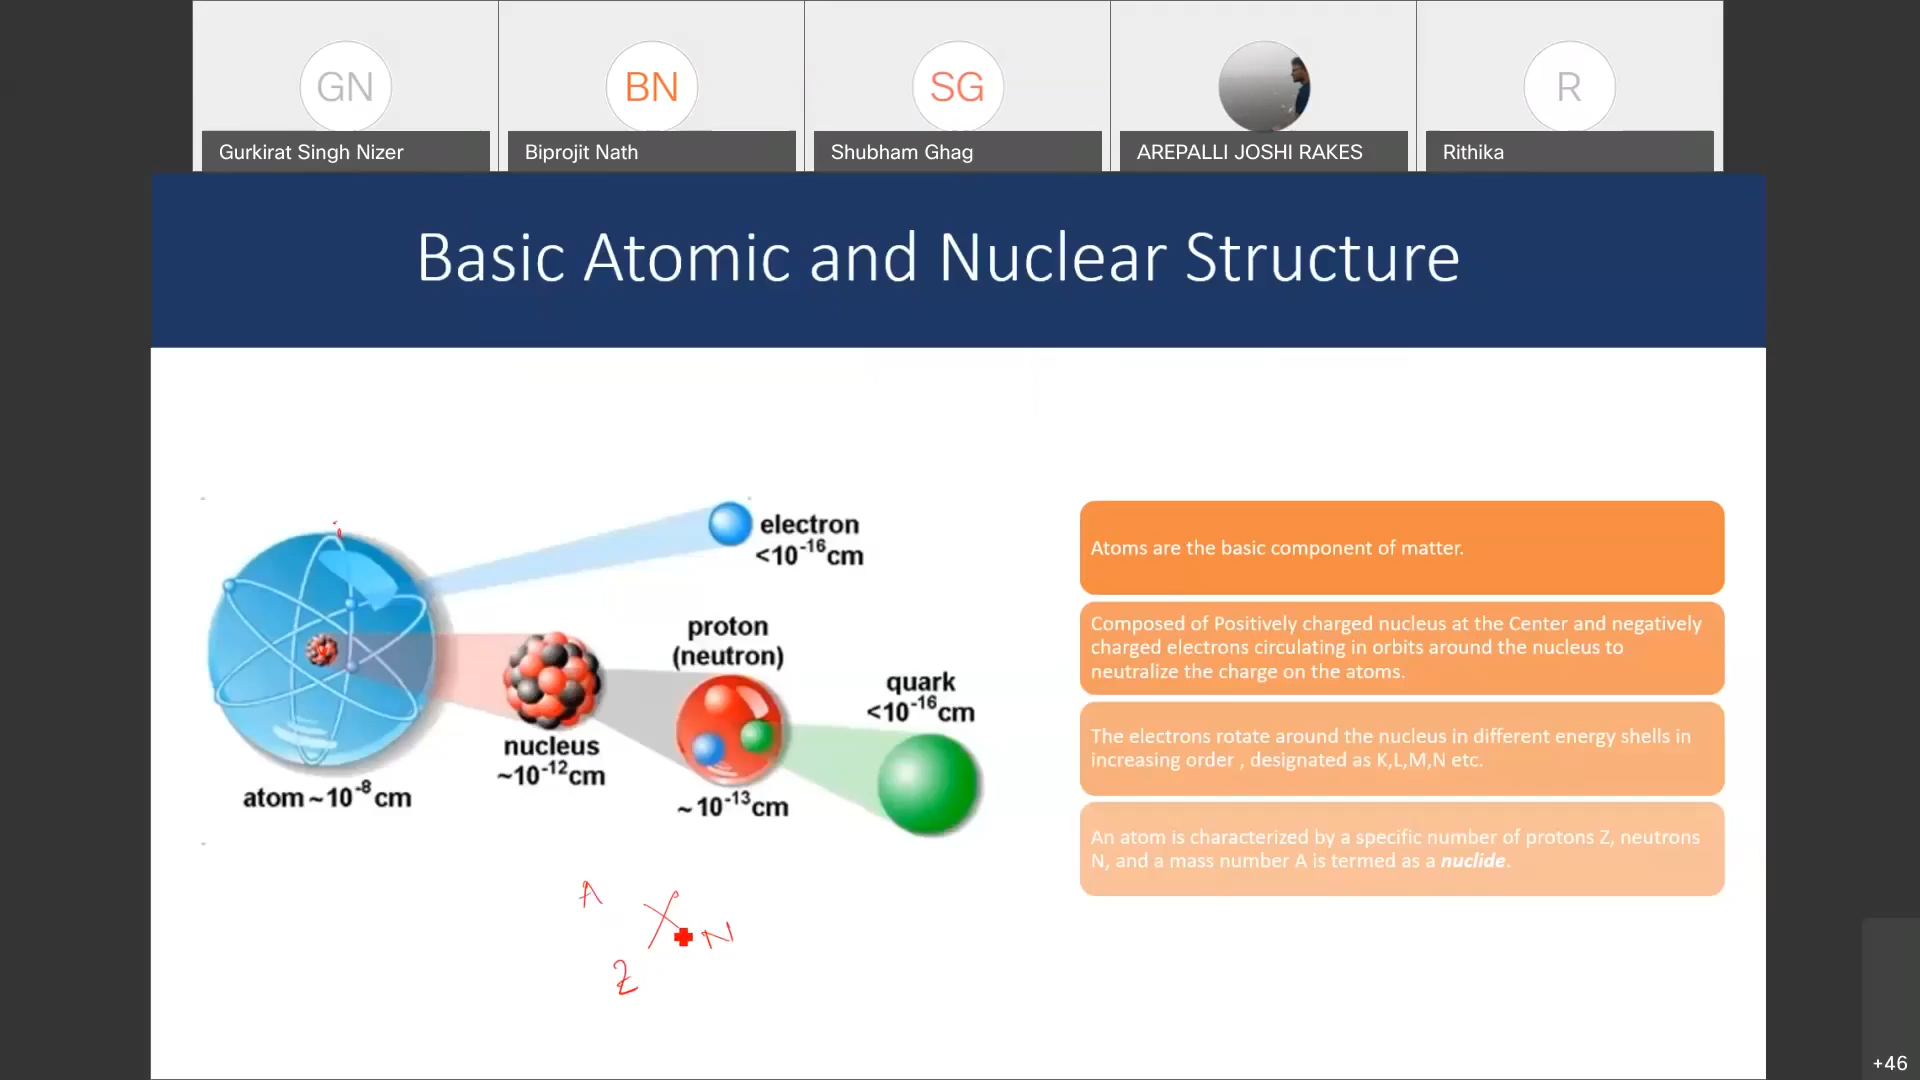 GN
BN
SG
R
Gurkirat Singh Nizer
Biprojit Nath
Shubham Ghag
AREPALLI JOSHI RAKES
Rithika
Basic Atomic and Nuclear Structure
electron
<10⁻¹⁶cm
proton
(neutron)
quark
<10⁻¹⁶cm
nucleus
~10⁻¹²cm
atom ~10⁻⁸cm
~10⁻¹³cm
Atoms are the basic component of matter.
Composed of Positively charged nucleus at the Center and negatively
charged electrons circulating in orbits around the nucleus to
neutralize the charge on the atoms.
The electrons rotate around the nucleus in different energy shells in
increasing order , designated as K,L,M,N etc.
An atom is characterized by a specific number of protons Z, neutrons
N, and a mass number A is termed as a nuclide.
A
X N
Z
+46